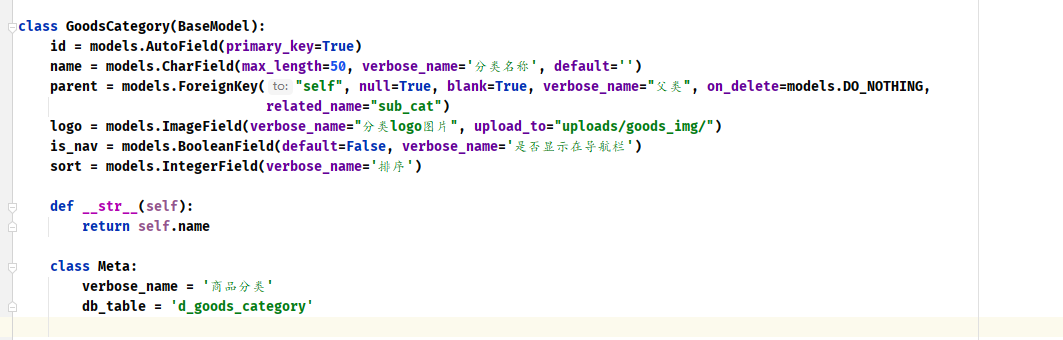 class GoodsCategory(BaseModel):
    id = models.AutoField(primary_key=True)
    name = models.CharField(max_length=50, verbose_name='分类名称', default='')
    parent = models.ForeignKey( to: "self", null=True, blank=True, verbose_name="父类", on_delete=models.DO_NOTHING,
                               related_name="sub_cat")
    logo = models.ImageField(verbose_name="分类logo图片", upload_to="uploads/goods_img/")
    is_nav = models.BooleanField(default=False, verbose_name='是否显示在导航栏')
    sort = models.IntegerField(verbose_name='排序')
    def __str__(self):
        return self.name
    class Meta:
        verbose_name = '商品分类'
        db_table = 'd_goods_category'